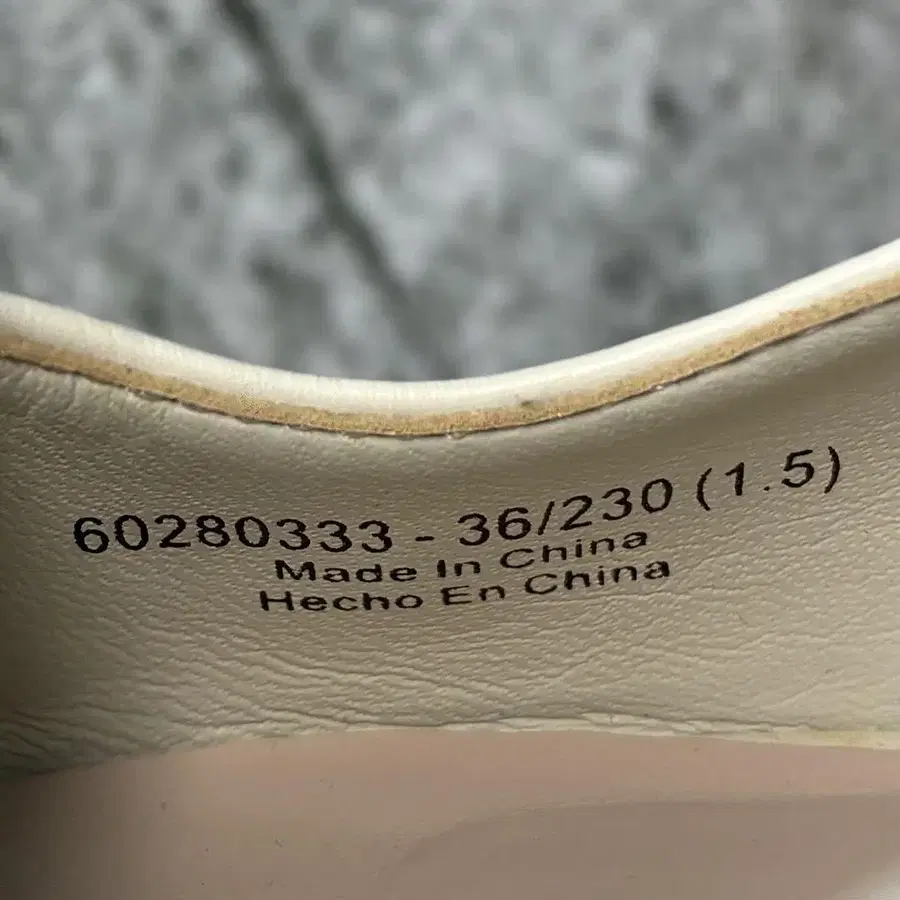 60280333 - 36/230 (1.5)
Made In China
Hecho En China